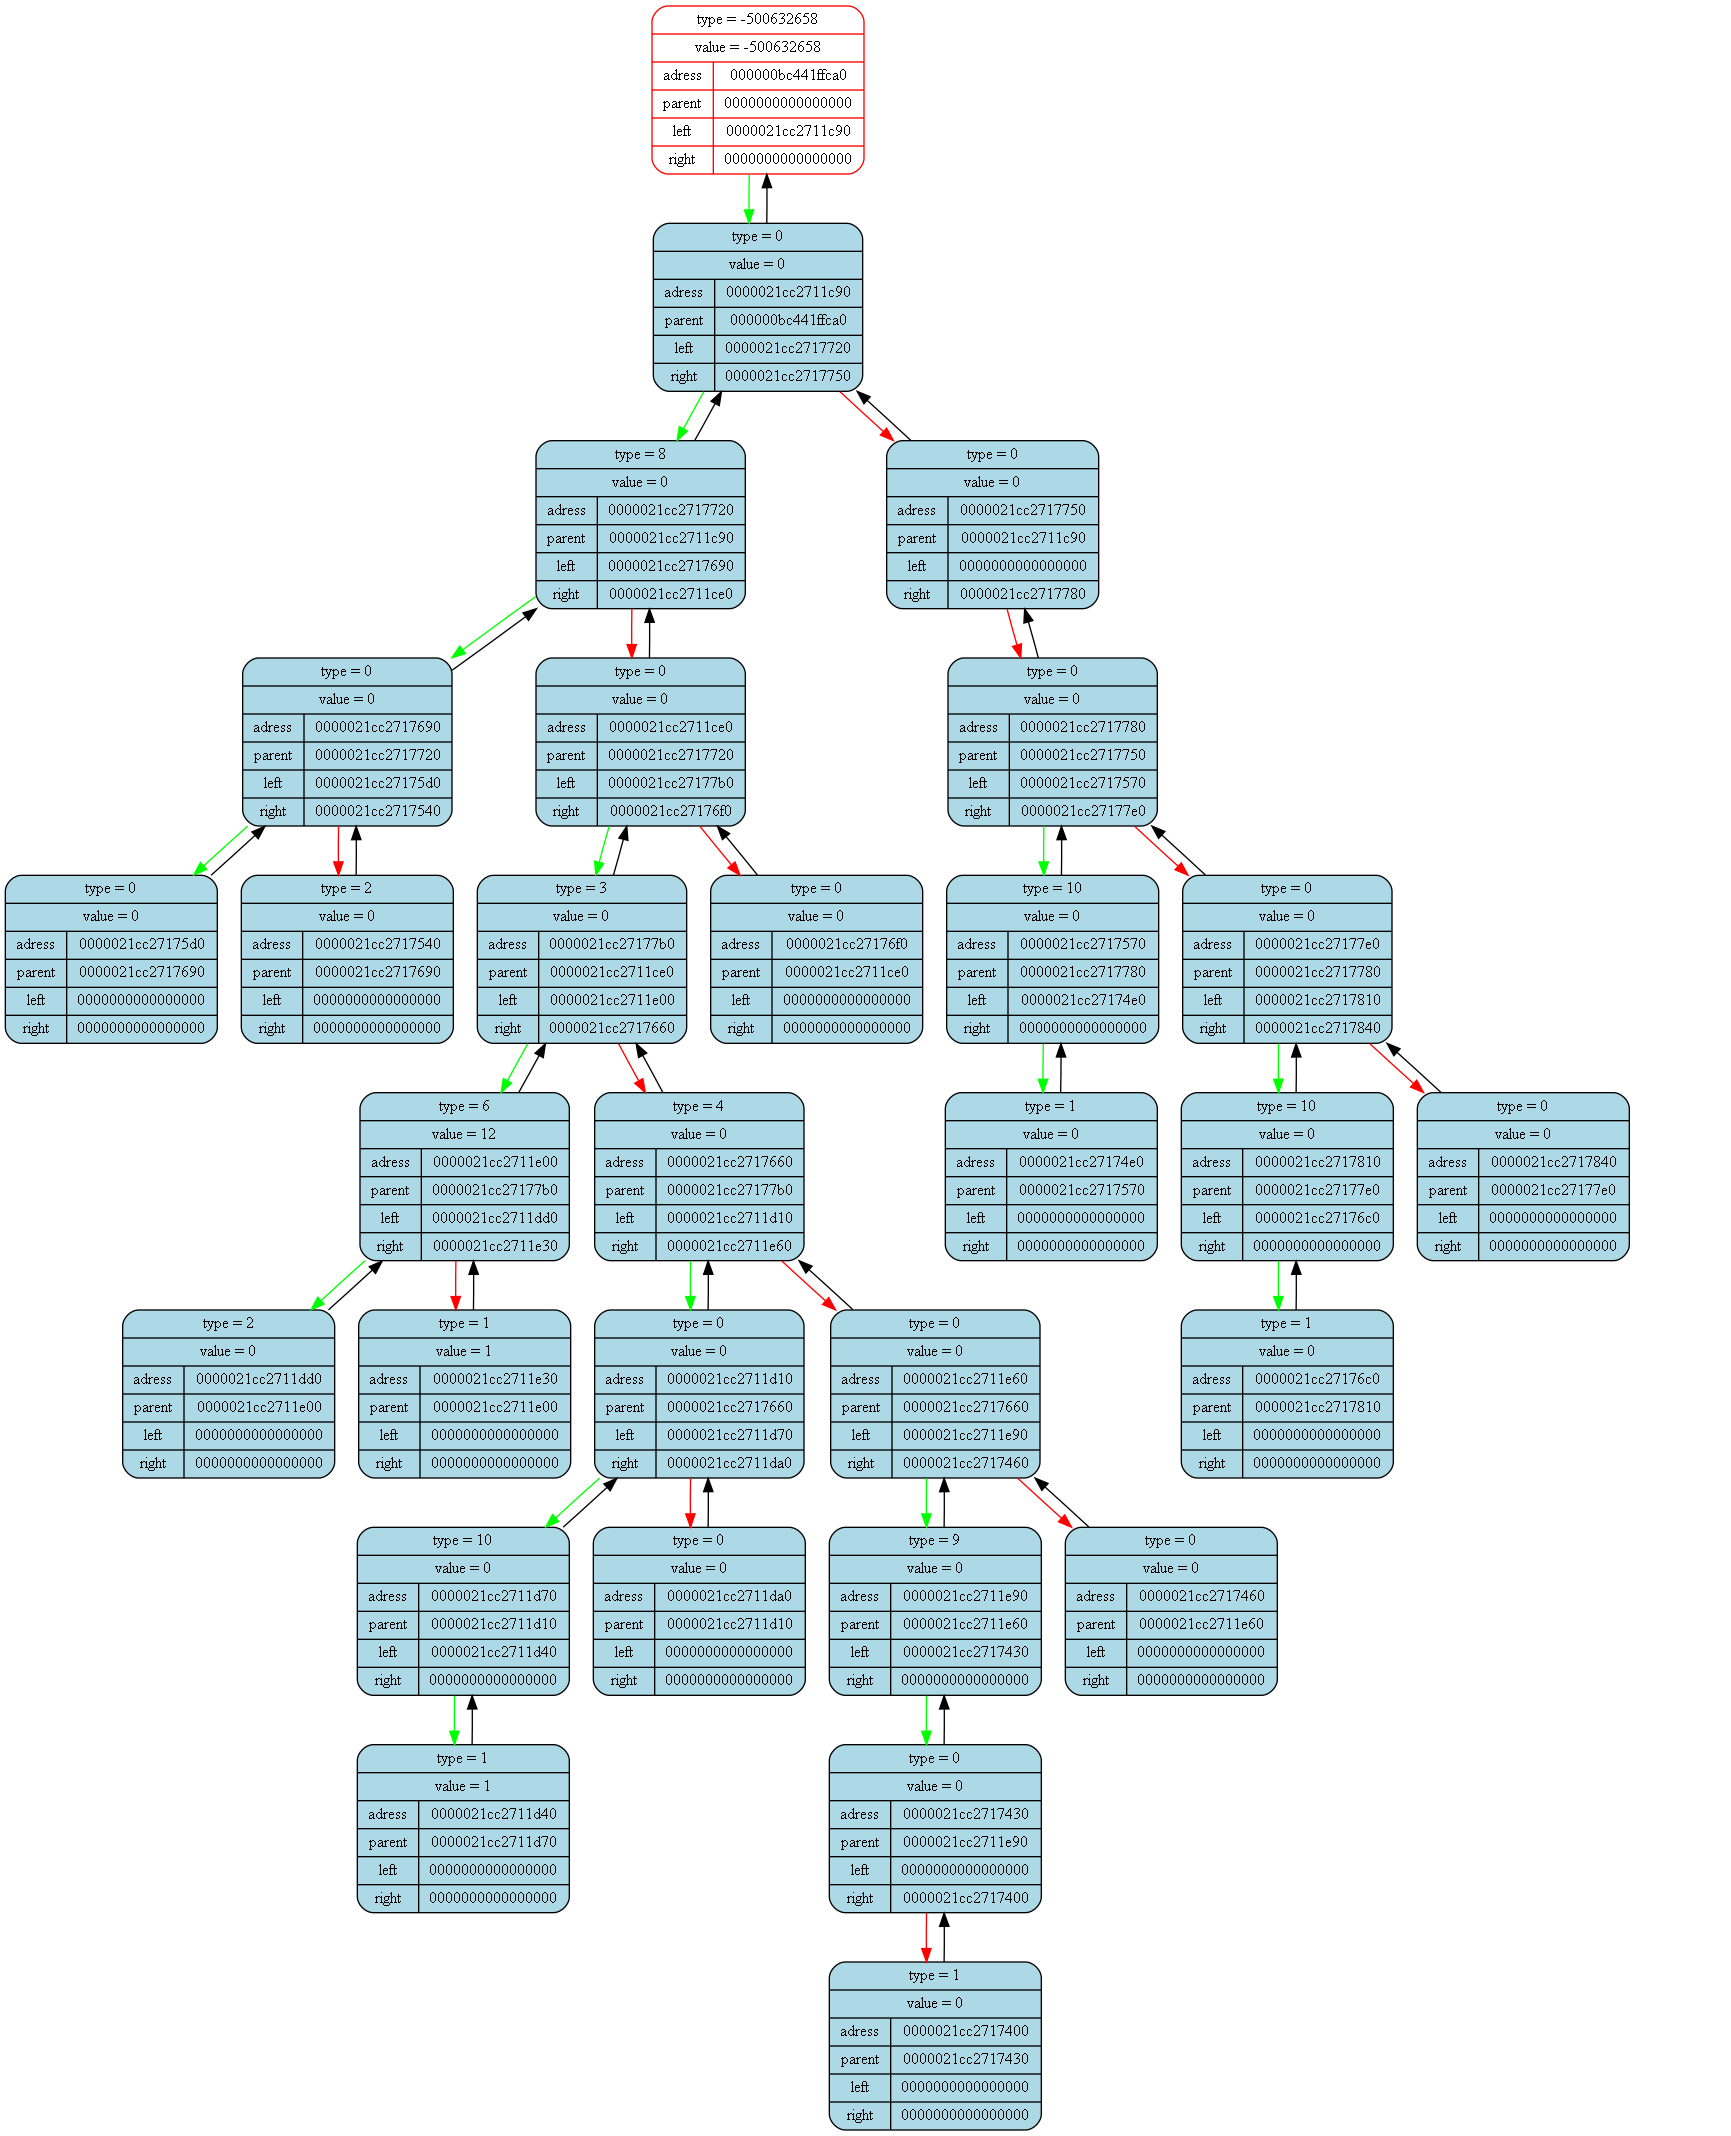 type = -500632658
value = -500632658
adress 000000bc441ffca0
parent 0000000000000000
left 0000021cc2711c90
right 0000000000000000
type = 0
value = 0
adress 0000021cc2711c90
parent 000000bc441ffca0
left 0000021cc2717720
right 0000021cc2717750
type = 8
value = 0
adress 0000021cc2717720
parent 0000021cc2711c90
left 0000021cc2717690
right 0000021cc2711ce0
type = 0
value = 0
adress 0000021cc2717750
parent 0000021cc2711c90
left 0000000000000000
right 0000021cc2717780
type = 0
value = 0
adress 0000021cc2717690
parent 0000021cc2717720
left 0000021cc27175d0
right 0000021cc2717540
type = 0
value = 0
adress 0000021cc2711ce0
parent 0000021cc2717720
left 0000021cc27177b0
right 0000021cc27176f0
type = 0
value = 0
adress 0000021cc2717780
parent 0000021cc2717750
left 0000021cc2717570
right 0000021cc27177e0
type = 0
value = 0
adress 0000021cc27175d0
parent 0000021cc2717690
left 0000000000000000
right 0000000000000000
type = 2
value = 0
adress 0000021cc2717540
parent 0000021cc2717690
left 0000000000000000
right 0000000000000000
type = 3
value = 0
adress 0000021cc27177b0
parent 0000021cc2711ce0
left 0000021cc2711e00
right 0000021cc2717660
type = 0
value = 0
adress 0000021cc27176f0
parent 0000021cc2711ce0
left 0000000000000000
right 0000000000000000
type = 10
value = 0
adress 0000021cc2717570
parent 0000021cc2717780
left 0000021cc27174e0
right 0000000000000000
type = 0
value = 0
adress 0000021cc27177e0
parent 0000021cc2717780
left 0000021cc2717810
right 0000021cc2717840
type = 6
value = 12
adress 0000021cc2711e00
parent 0000021cc27177b0
left 0000021cc2711dd0
right 0000021cc2711e30
type = 4
value = 0
adress 0000021cc2717660
parent 0000021cc27177b0
left 0000021cc2711d10
right 0000021cc2711e60
type = 1
value = 0
adress 0000021cc27174e0
parent 0000021cc2717570
left 0000000000000000
right 0000000000000000
type = 10
value = 0
adress 0000021cc2717810
parent 0000021cc27177e0
left 0000021cc27176c0
right 0000000000000000
type = 0
value = 0
adress 0000021cc2717840
parent 0000021cc27177e0
left 0000000000000000
right 0000000000000000
type = 2
value = 0
adress 0000021cc2711dd0
parent 0000021cc2711e00
left 0000000000000000
right 0000000000000000
type = 1
value = 1
adress 0000021cc2711e30
parent 0000021cc2711e00
left 0000000000000000
right 0000000000000000
type = 0
value = 0
adress 0000021cc2711d10
parent 0000021cc2717660
left 0000021cc2711d70
right 0000021cc2711da0
type = 0
value = 0
adress 0000021cc2711e60
parent 0000021cc2717660
left 0000021cc2711e90
right 0000021cc2717460
type = 1
value = 0
adress 0000021cc27176c0
parent 0000021cc2717810
left 0000000000000000
right 0000000000000000
type = 10
value = 0
adress 0000021cc2711d70
parent 0000021cc2711d10
left 0000021cc2711d40
right 0000000000000000
type = 0
value = 0
adress 0000021cc2711da0
parent 0000021cc2711d10
left 0000000000000000
right 0000000000000000
type = 9
value = 0
adress 0000021cc2711e90
parent 0000021cc2711e60
left 0000021cc2717430
right 0000000000000000
type = 0
value = 0
adress 0000021cc2717460
parent 0000021cc2711e60
left 0000000000000000
right 0000000000000000
type = 1
value = 1
adress 0000021cc2711d40
parent 0000021cc2711d70
left 0000000000000000
right 0000000000000000
type = 0
value = 0
adress 0000021cc2717430
parent 0000021cc2711e90
left 0000000000000000
right 0000021cc2717400
type = 1
value = 0
adress 0000021cc2717400
parent 0000021cc2717430
left 0000000000000000
right 0000000000000000